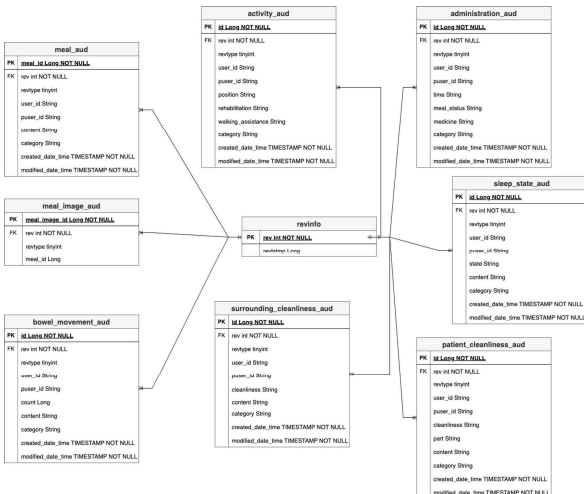 activity_aud
PK id Long NOT NULL
FK rev int NOT NULL
revtype tinyint
user_id String
puser_id String
position String
rehabilitation String
walking_assistance String
category String
created_date_time TIMESTAMP NOT NULL
modified_date_time TIMESTAMP NOT NULL
administration_aud
PK id Long NOT NULL
FK rev int NOT NULL
revtype tinyint
user_id String
puser_id String
time String
meal_status String
medicine String
category String
created_date_time TIMESTAMP NOT NULL
modified_date_time TIMESTAMP NOT NULL
meal_aud
PK meal_id Long NOT NULL
FK rev int NOT NULL
revtype tinyint
user_id String
puser_id String
content String
category String
created_date_time TIMESTAMP NOT NULL
modified_date_time TIMESTAMP NOT NULL
sleep_state_aud
PK id Long NOT NULL
FK rev int NOT NULL
revtype tinyint
user_id String
puser_id String
state String
content String
category String
created_date_time TIMESTAMP NOT NULL
modified_date_time TIMESTAMP NOT NULL
meal_image_aud
PK meal_image_id Long NOT NULL
FK rev int NOT NULL
revtype tinyint
meal_id Long
revinfo
PK rev int NOT NULL
revtstmp Long
surrounding_cleanliness_aud
PK id Long NOT NULL
FK rev int NOT NULL
revtype tinyint
user_id String
puser_id String
cleanliness String
content String
category String
created_date_time TIMESTAMP NOT NULL
modified_date_time TIMESTAMP NOT NULL
bowel_movement_aud
PK id Long NOT NULL
FK rev int NOT NULL
revtype tinyint
user_id String
puser_id String
count Long
content String
category String
created_date_time TIMESTAMP NOT NULL
modified_date_time TIMESTAMP NOT NULL
patient_cleanliness_aud
PK id Long NOT NULL
FK rev int NOT NULL
revtype tinyint
user_id String
puser_id String
cleanliness String
part String
content String
category String
created_date_time TIMESTAMP NOT NULL
modified_date_time TIMESTAMP NOT NULL